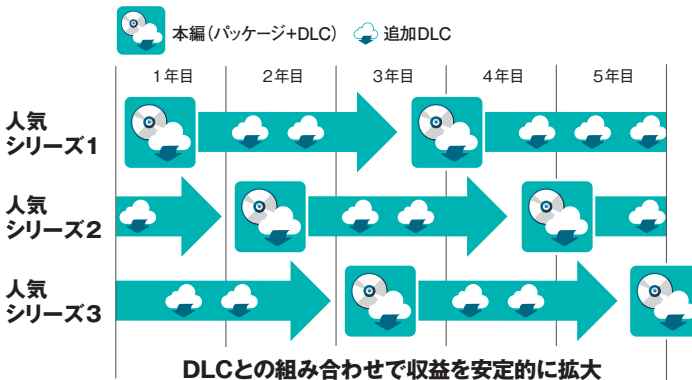 本編（パッケージ+DLC） 追加DLC
1年目 2年目 3年目 4年目 5年目
人気
シリーズ1
人気
シリーズ2
人気
シリーズ3
DLCとの組み合わせで収益を安定的に拡大